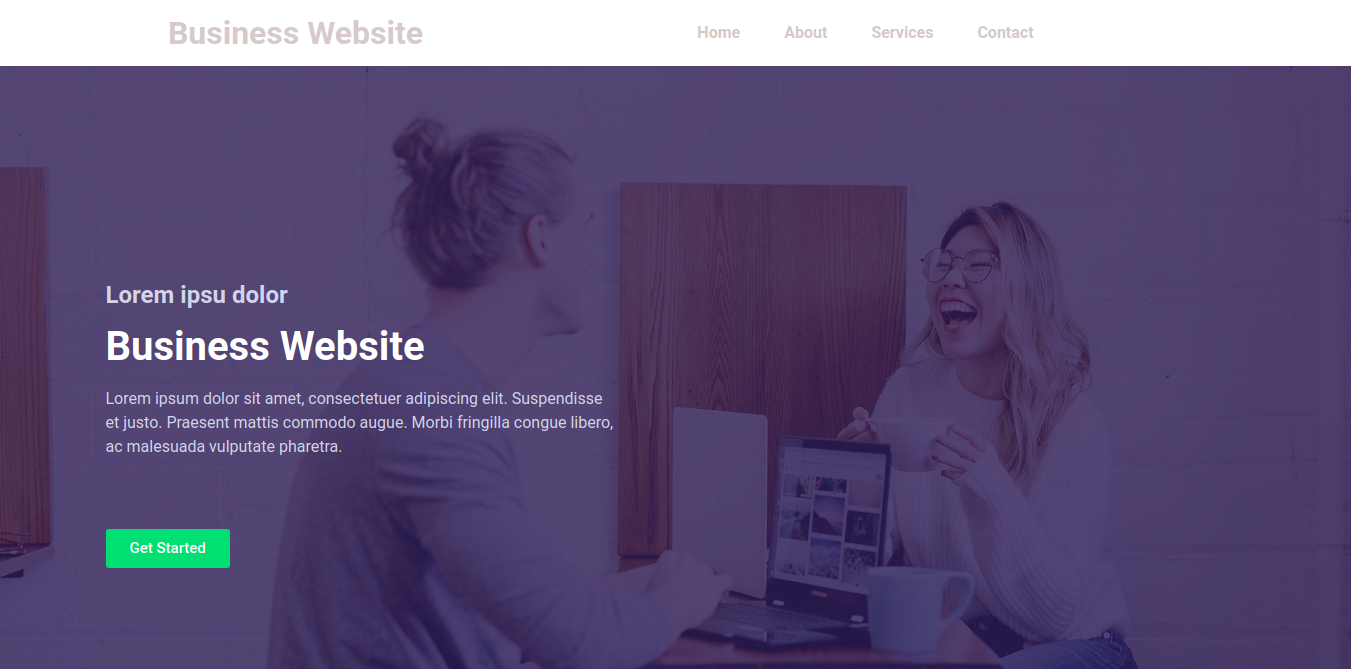 Business Website
Home About Services Contact
Lorem ipsu dolor
Business Website
Lorem ipsum dolor sit amet, consectetuer adipiscing elit. Suspendisse
et justo. Praesent mattis commodo augue. Morbi fringilla congue libero,
ac malesuada vulputate pharetra.
Get Started